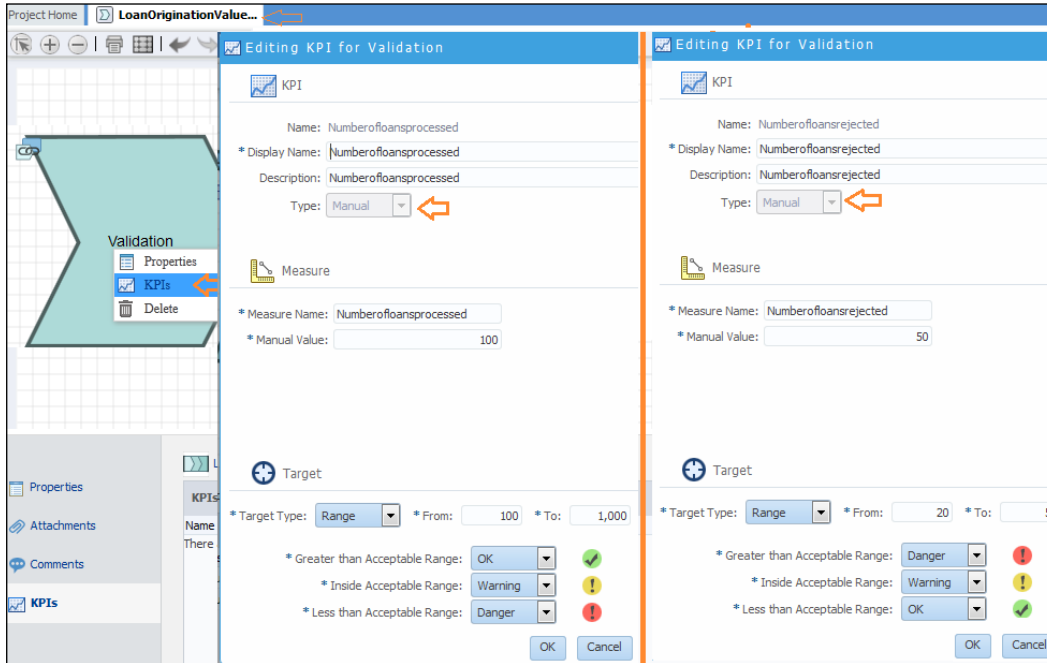 Project Home LoanOriginationValue...
Validation
Properties
KPIs
Delete
Properties
Attachments
Comments
KPIs
KPIs
Name
There
Editing KPI for Validation
KPI
Name: Numberofloansprocessed
* Display Name: Numberofloansprocessed
Description: Numberofloansprocessed
Type: Manual
Measure
* Measure Name: Numberofloansprocessed
* Manual Value: 100
Target
* Target Type: Range * From: 100 * To: 1,000
* Greater than Acceptable Range: OK
* Inside Acceptable Range: Warning
* Less than Acceptable Range: Danger
OK Cancel
Editing KPI for Validation
KPI
Name: Numberofloansrejected
* Display Name: Numberofloansrejected
Description: Numberofloansrejected
Type: Manual
Measure
* Measure Name: Numberofloansrejected
* Manual Value: 50
Target
* Target Type: Range * From: 20 * To:
* Greater than Acceptable Range: Danger
* Inside Acceptable Range: Warning
* Less than Acceptable Range: OK
OK Cancel